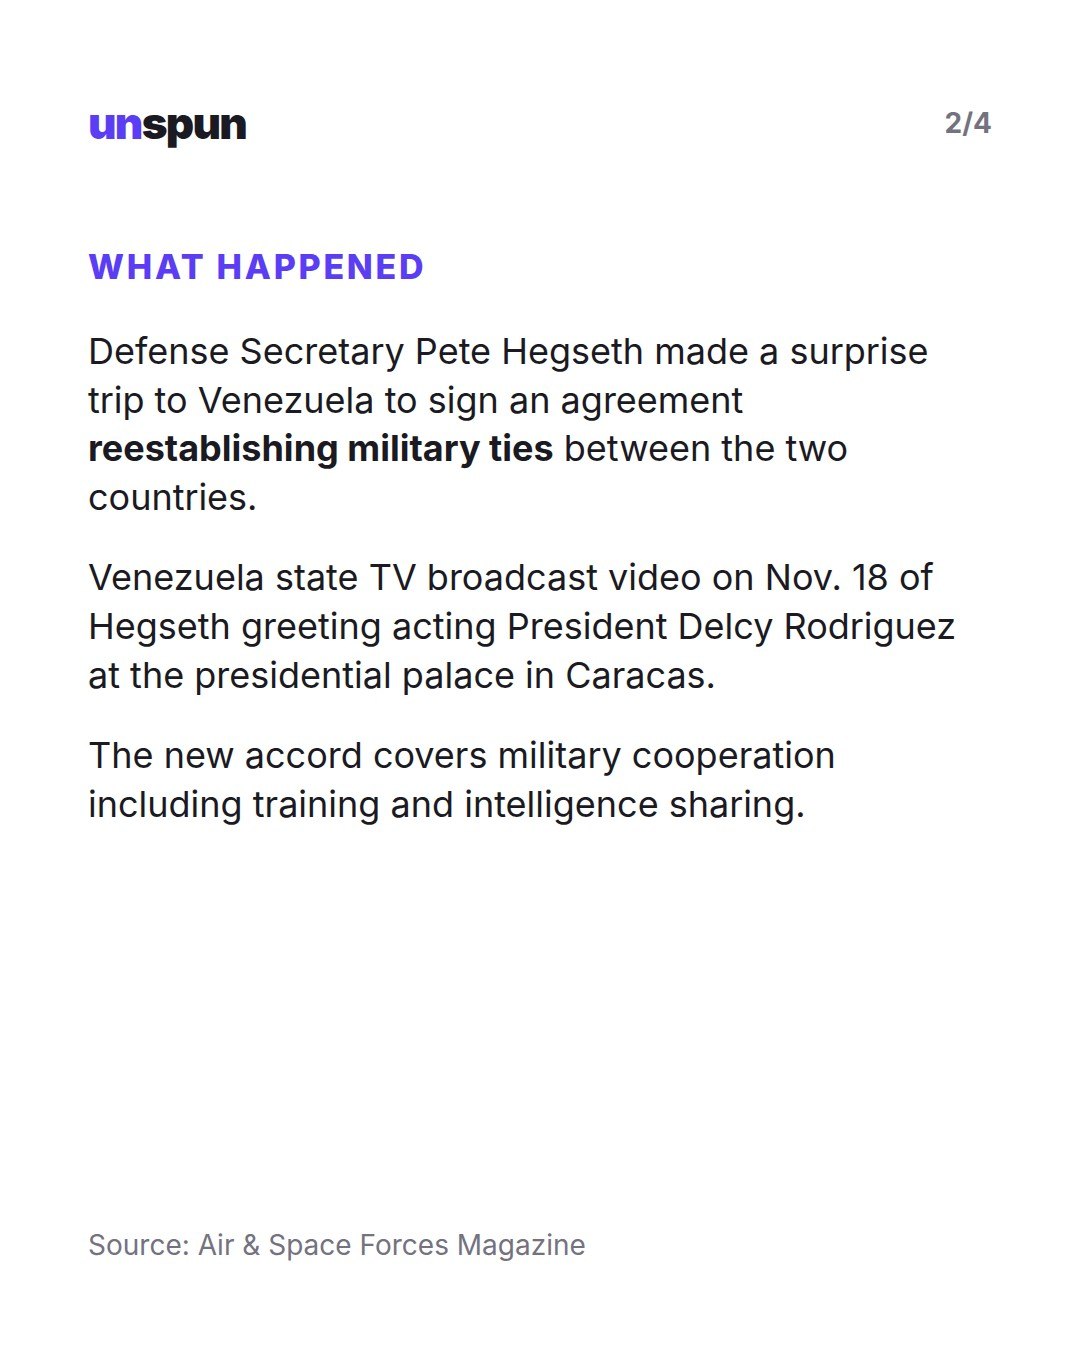 unspun
2/4
WHAT HAPPENED
Defense Secretary Pete Hegseth made a surprise
trip to Venezuela to sign an agreement
reestablishing military ties between the two
countries.
Venezuela state TV broadcast video on Nov. 18 of
Hegseth greeting acting President Delcy Rodriguez
at the presidential palace in Caracas.
The new accord covers military cooperation
including training and intelligence sharing.
Source: Air & Space Forces Magazine